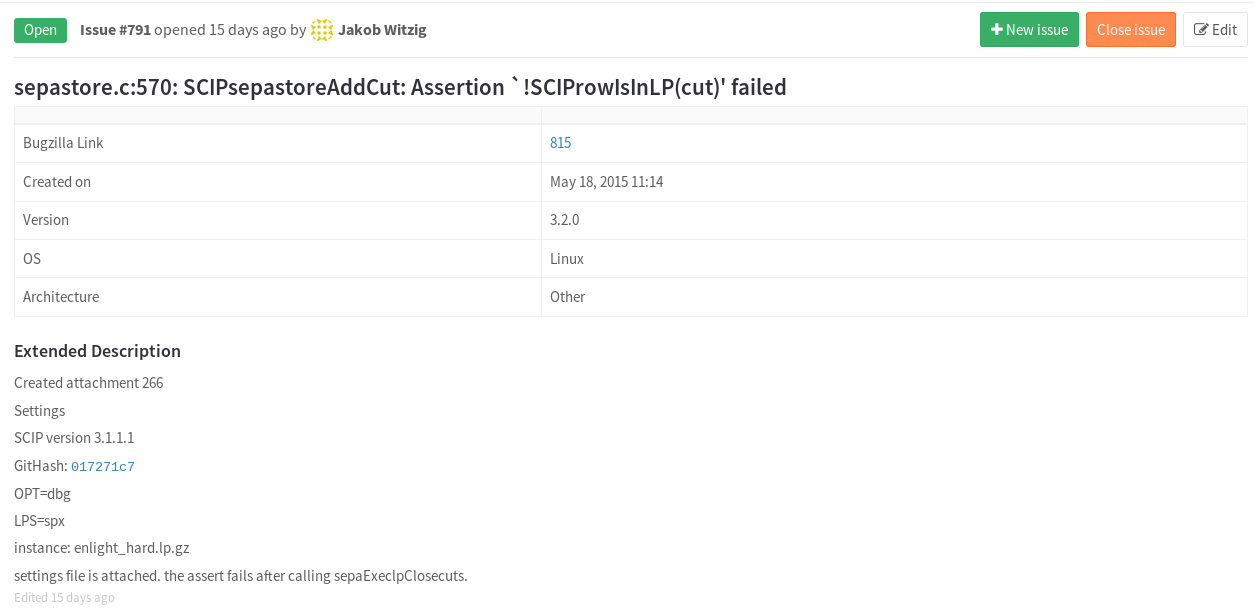 Open Issue #791 opened 15 days ago by Jakob Witzig New issue Close issue Edit
sepastore.c:570: SCIPsepastoreAddCut: Assertion `!SCIProwIsInLP(cut)' failed
Bugzilla Link 815
Created on May 18, 2015 11:14
Version 3.2.0
OS Linux
Architecture Other
Extended Description
Created attachment 266
Settings
SCIP version 3.1.1.1
GitHash: 017271c7
OPT=dbg
LPS=spx
instance: enlight_hard.lp.gz
settings file is attached. the assert fails after calling sepaExeclpClosecuts.
Edited 15 days ago